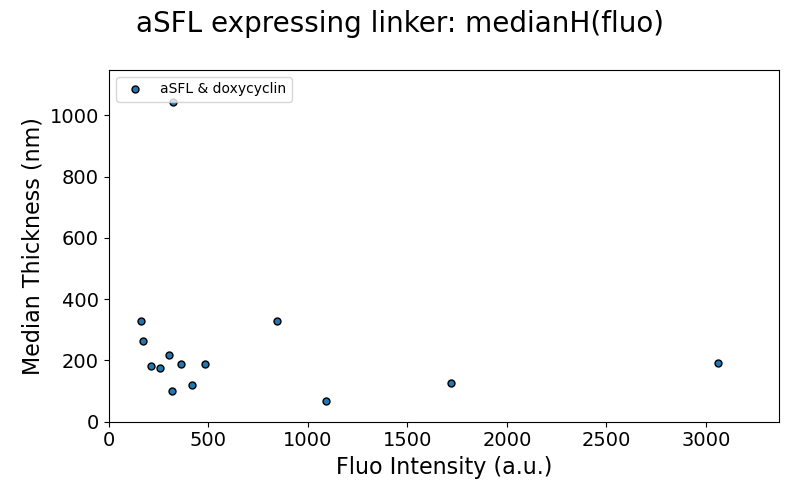 aSFL expressing linker: medianH(fluo)
aSFL & doxycyclin
Median Thickness (nm)
1000
800
600
400
200
0
0 500 1000 1500 2000 2500 3000
Fluo Intensity (a.u.)